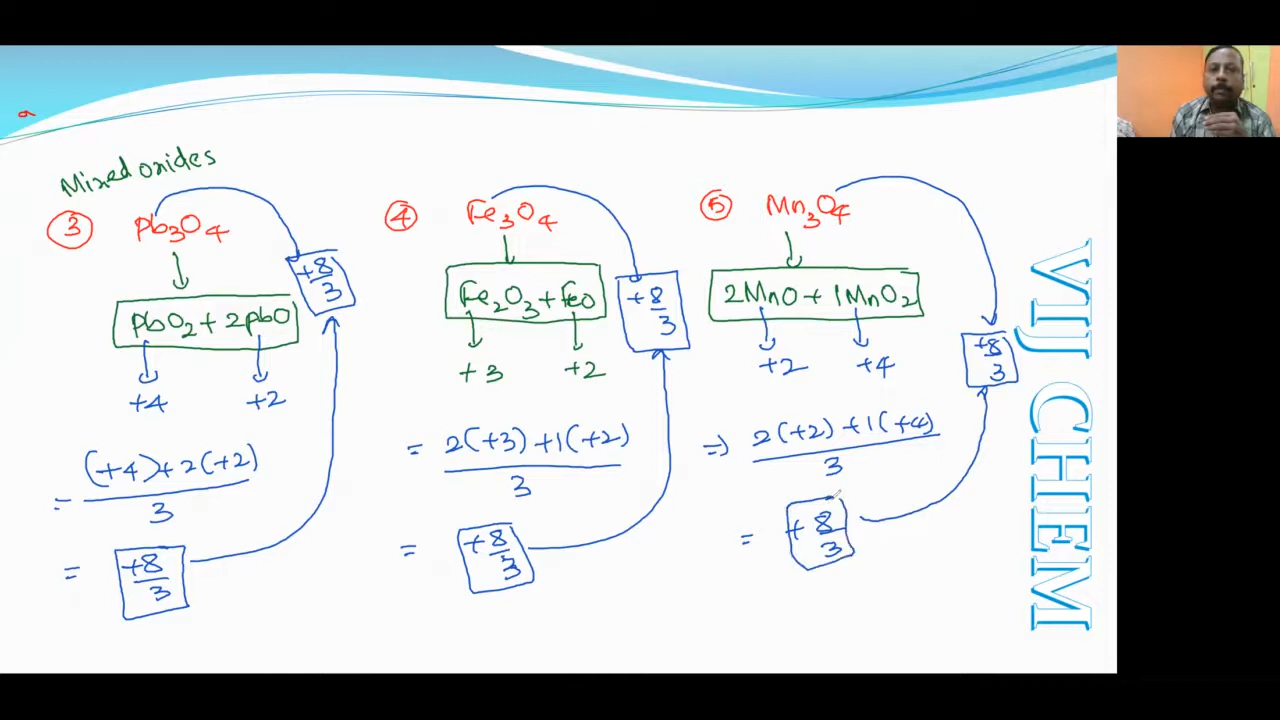 Mixed oxides
③ Pb3O4
+8/3
PbO2 + 2PbO
+4 +2
= (+4) + 2(+2) / 3
= +8/3
④ Fe3O4
+8/3
Fe2O3 + FeO
+3 +2
= 2(+3) + 1(+2) / 3
= +8/3
⑤ Mn3O4
+8/3
2MnO + 1MnO2
+2 +4
⇒ 2(+2) + 1(+4) / 3
= +8/3
VIJ CHEM